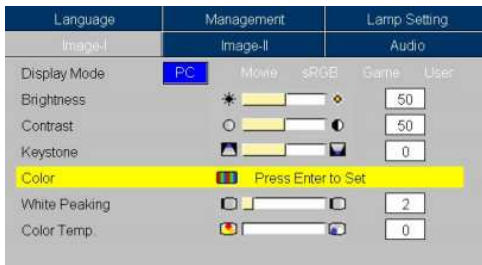 Language Management Lamp Setting
Image-I Image-II Audio
Display Mode PC Movie sRGB Game User
Brightness 50
Contrast 50
Keystone 0
Color Press Enter to Set
White Peaking 2
Color Temp. 0